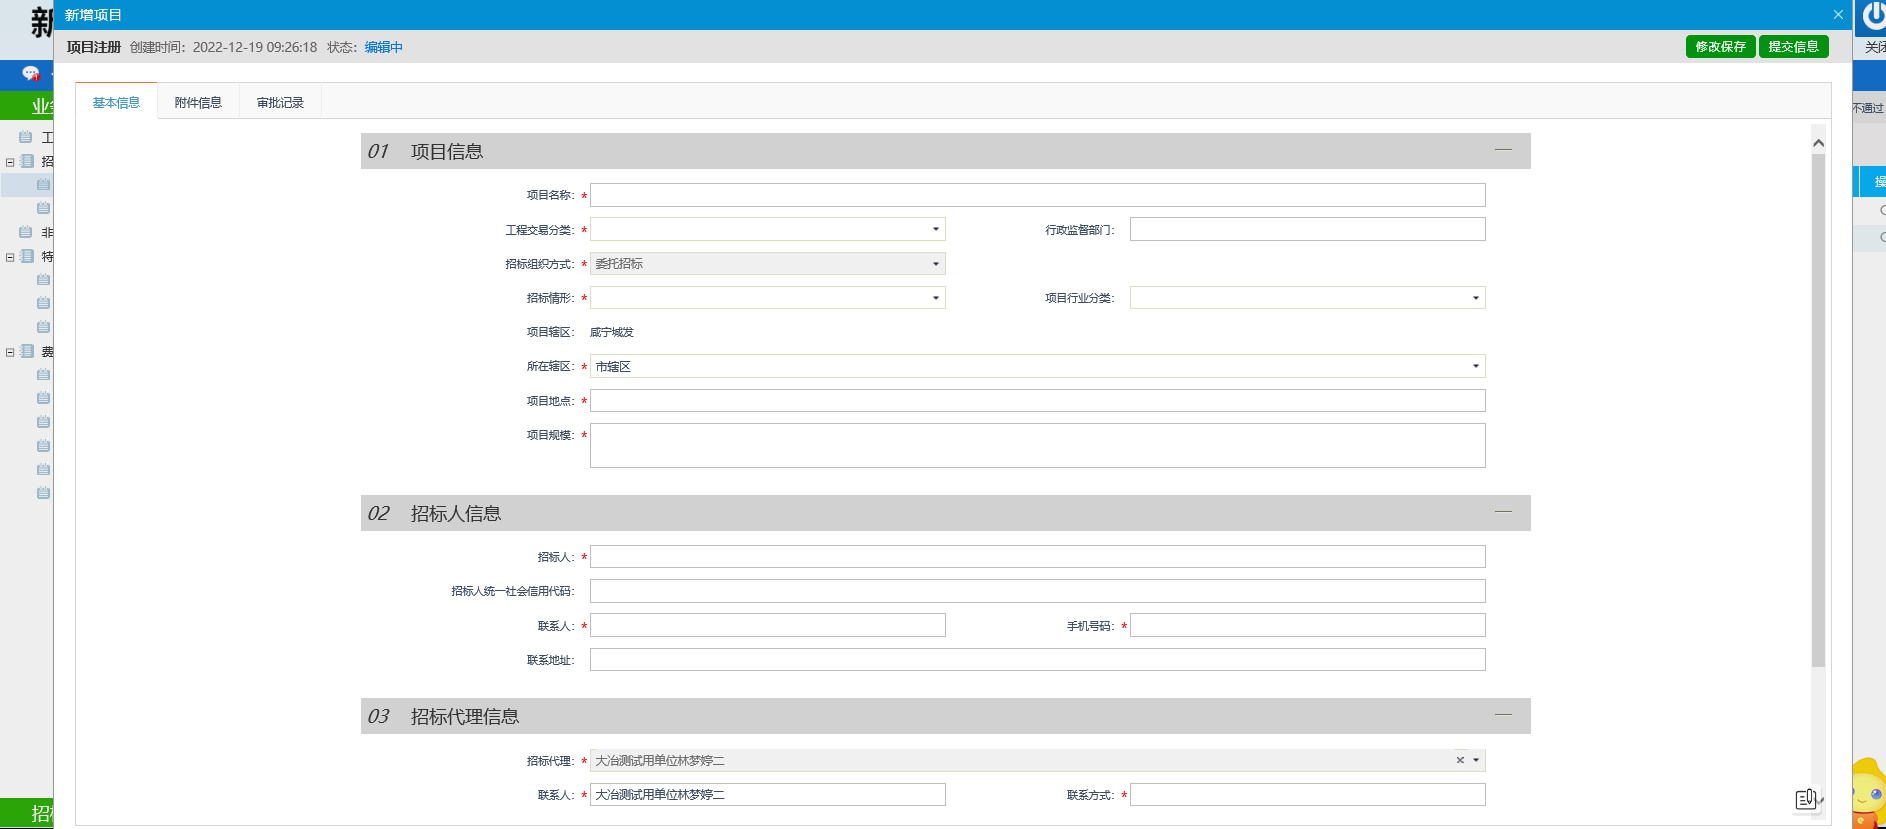 新增项目
项目注册 创建时间：2022-12-19 09:26:18 状态：编辑中 修改保存 提交信息
关闭
不通过
基本信息 附件信息 审批记录
工
招
非
特
费
招
操
01 项目信息
项目名称：*
工程交易分类：* 行政监督部门：
招标组织方式：* 委托招标
招标情形：* 项目行业分类：
项目辖区： 咸宁城发
所在辖区：* 市辖区
项目地点：*
项目规模：*
02 招标人信息
招标人：*
招标人统一社会信用代码：
联系人：* 手机号码：*
联系地址：
03 招标代理信息
招标代理：* 大冶测试用单位林梦婷二
联系人：* 大冶测试用单位林梦婷二 联系方式：*